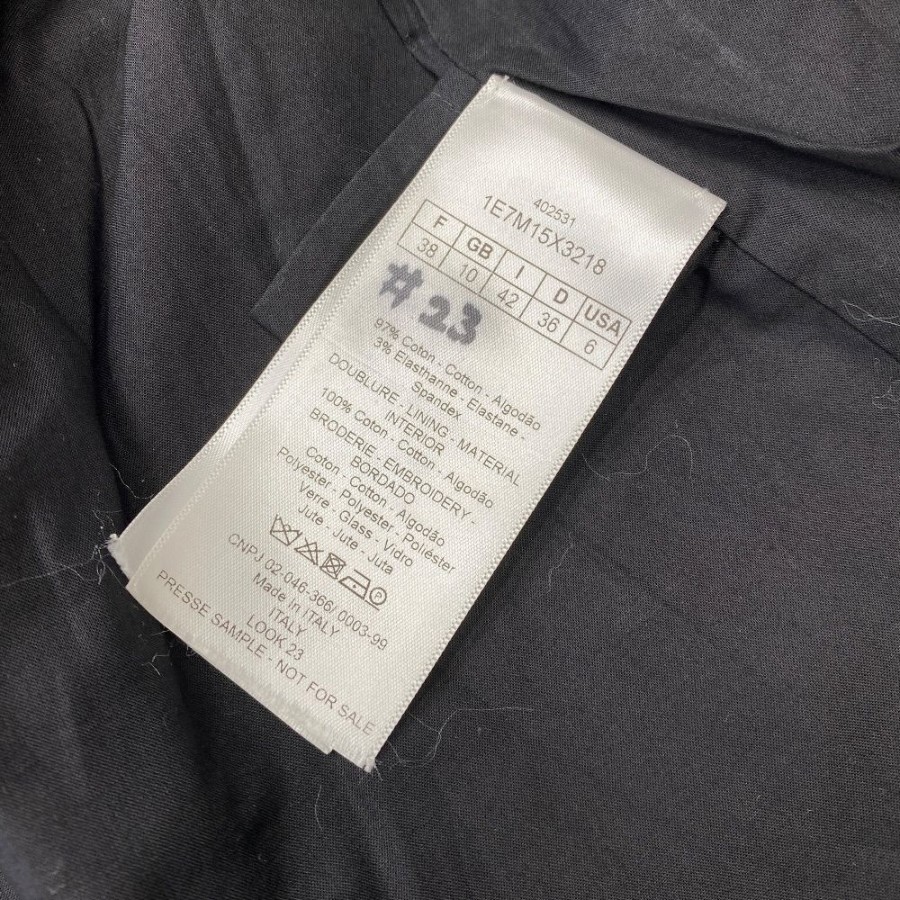 402531
1E7M15X3218
F GB I D USA
38 10 42 36 6
#23
97% Coton - Cotton - Algodão
3% Elasthanne - Elastane -
Spandex
DOUBLURE - LINING - MATERIAL
INTERIOR
100% Coton - Cotton - Algodão
BRODERIE - EMBROIDERY -
BORDADO
Coton - Cotton - Algodão
Polyester - Polyester - Poliéster
Verre - Glass - Vidro
Jute - Jute - Juta
P
CNPJ 02-046-366/ 0003-99
Made in ITALY
ITALY
LOOK 23
PRESSE SAMPLE - NOT FOR SALE